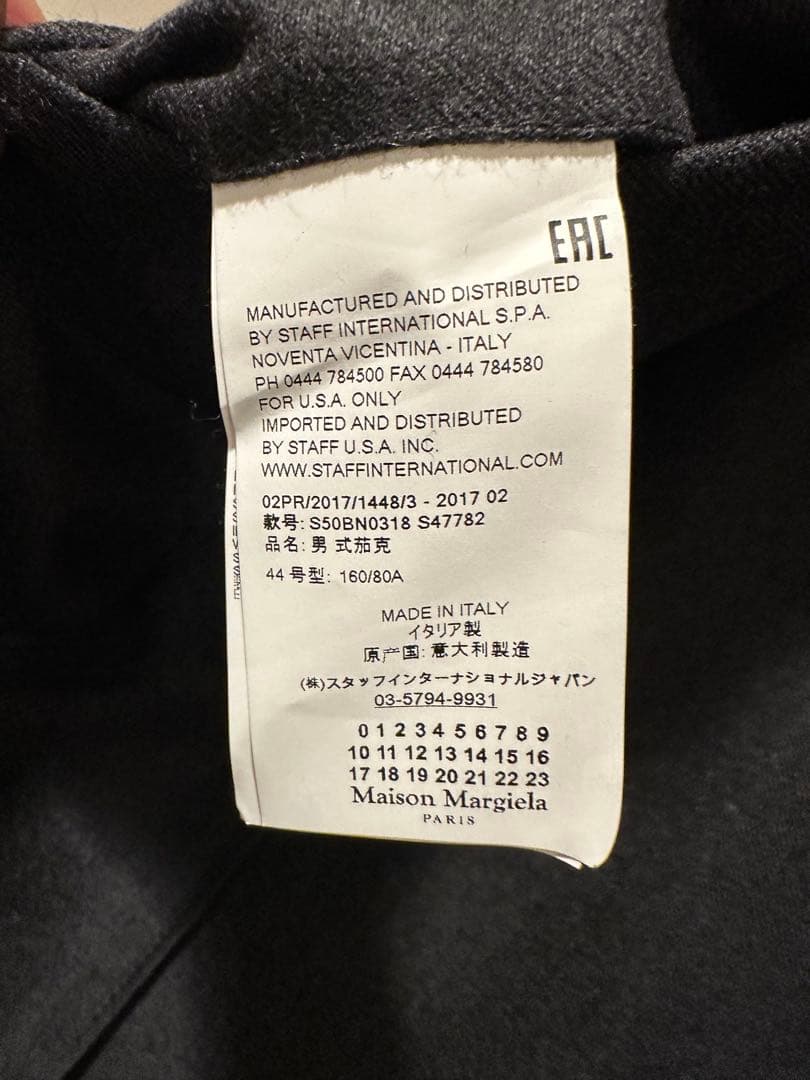 EAC
MANUFACTURED AND DISTRIBUTED
BY STAFF INTERNATIONAL S.P.A.
NOVENTA VICENTINA - ITALY
PH 0444 784500 FAX 0444 784580
FOR U.S.A. ONLY
IMPORTED AND DISTRIBUTED
BY STAFF U.S.A. INC.
WWW.STAFFINTERNATIONAL.COM
02PR/2017/1448/3 - 2017 02
款号: S50BN0318 S47782
品名: 男 式茄克
44 号型: 160/80A
MADE IN ITALY
イタリア製
原产国: 意大利製造
(株)スタッフインターナショナルジャパン
03-5794-9931
0 1 2 3 4 5 6 7 8 9
10 11 12 13 14 15 16
17 18 19 20 21 22 23
Maison Margiela
PARIS